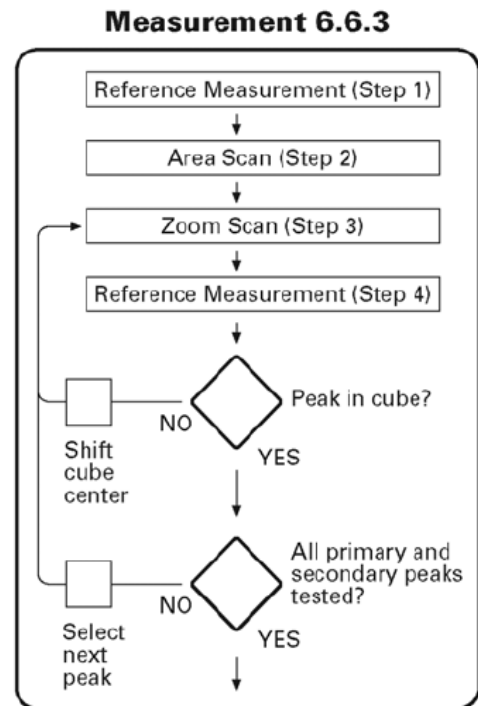 Measurement 6.6.3
Reference Measurement (Step 1)
Area Scan (Step 2)
Zoom Scan (Step 3)
Reference Measurement (Step 4)
Peak in cube?
NO
YES
Shift
cube
center
All primary and
secondary peaks
tested?
NO
YES
Select
next
peak